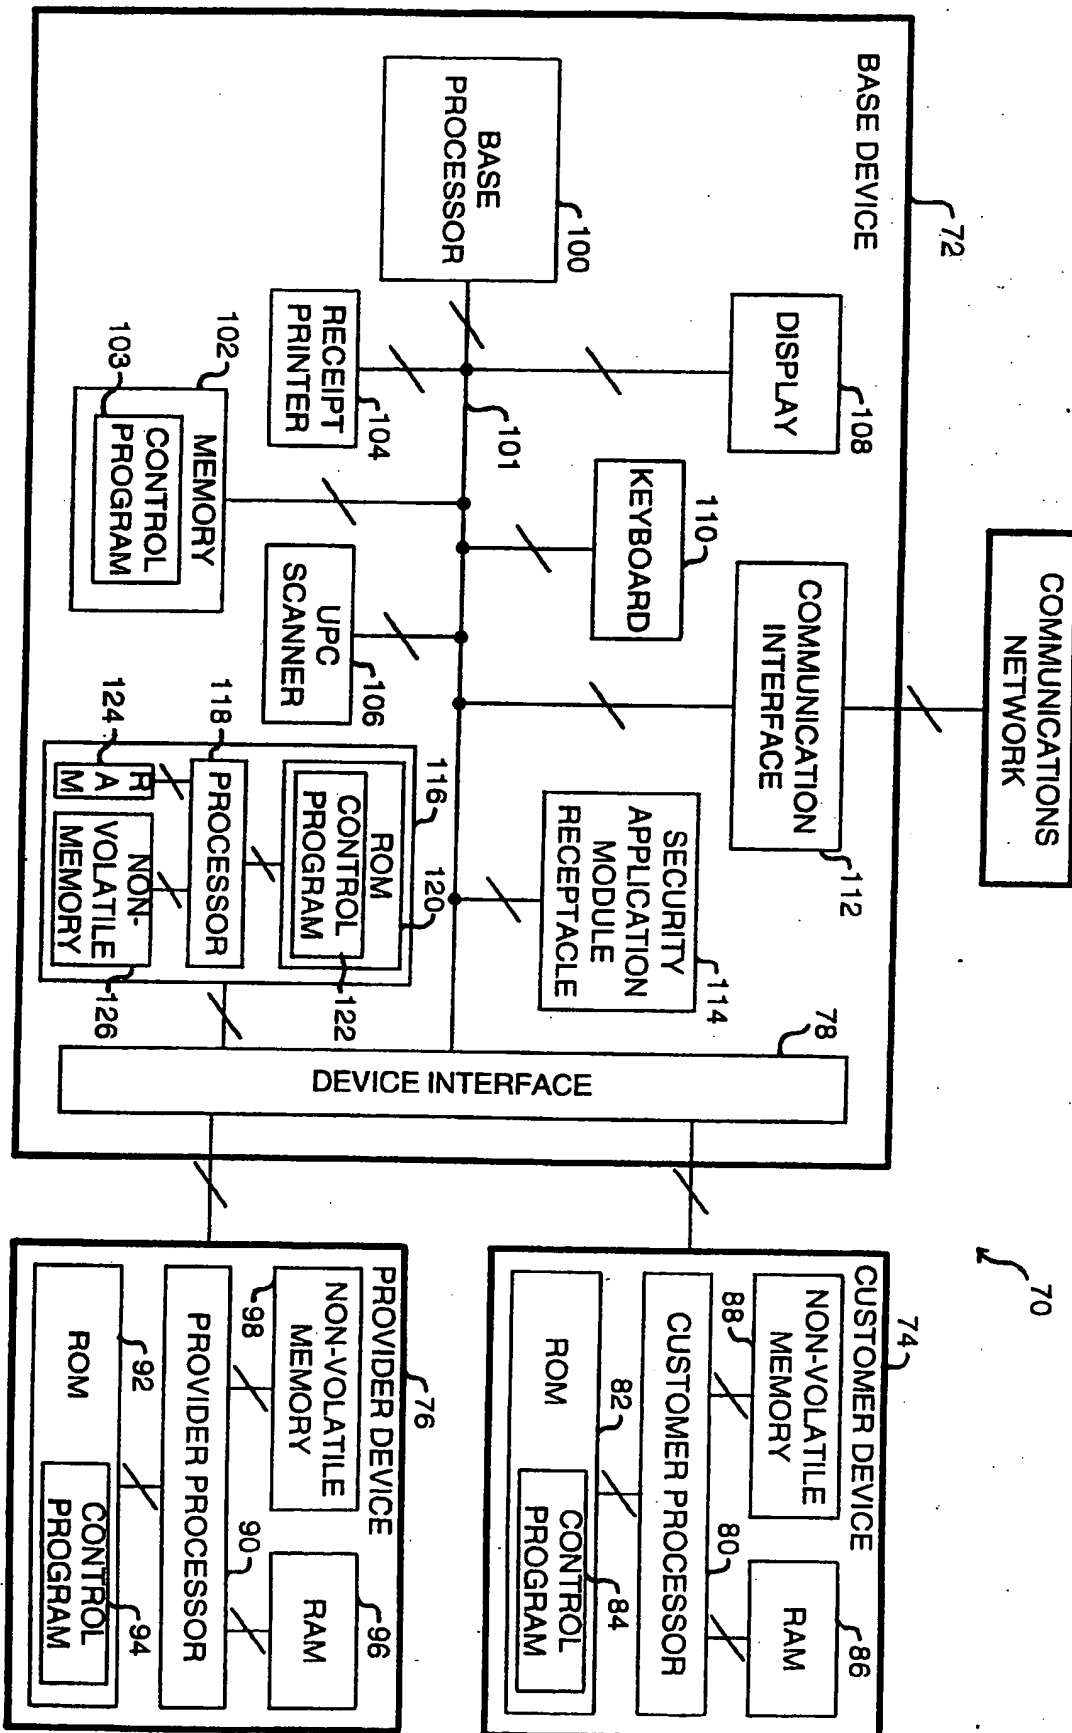 COMMUNICATIONS
NETWORK
70
BASE DEVICE
72
BASE
PROCESSOR
100
DISPLAY
108
KEYBOARD
110
COMMUNICATION
INTERFACE
112
SECURITY
APPLICATION
MODULE
RECEPTACLE
114
78
DEVICE INTERFACE
101
RECEIPT
PRINTER
104
102
MEMORY
103
CONTROL
PROGRAM
UPC
SCANNER
106
116
ROM
120
CONTROL
PROGRAM
122
118
PROCESSOR
124
R
A
M
NON-
VOLATILE
MEMORY
126
CUSTOMER DEVICE
74
NON-VOLATILE
MEMORY
88
RAM
86
CUSTOMER PROCESSOR
80
ROM
82
CONTROL
PROGRAM
84
PROVIDER DEVICE
76
NON-VOLATILE
MEMORY
98
RAM
96
PROVIDER PROCESSOR
90
ROM
92
CONTROL
PROGRAM
94